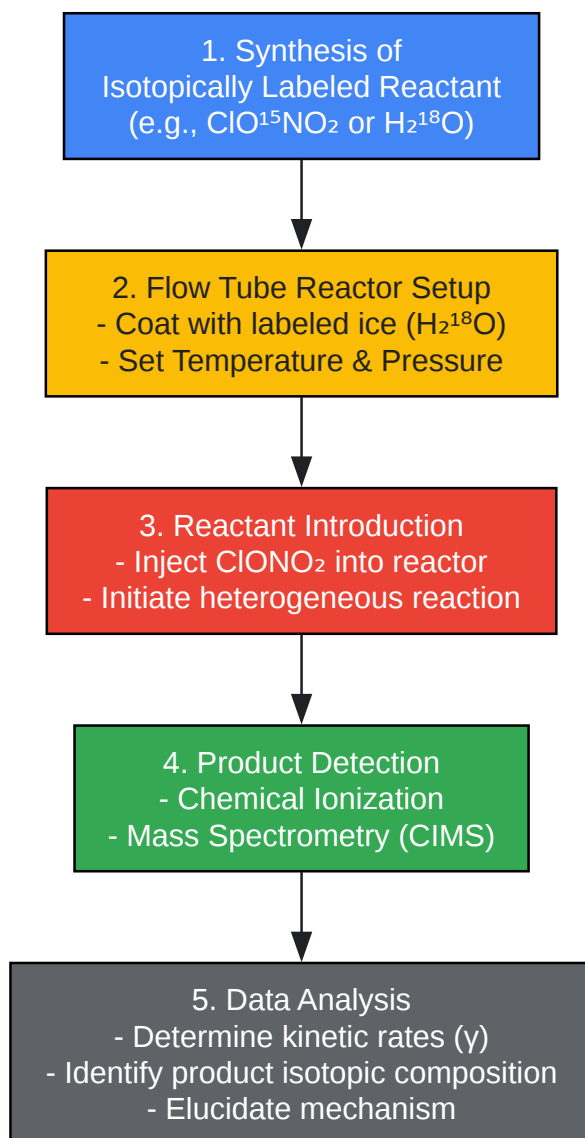 1. Synthesis of
Isotopically Labeled Reactant
(e.g., ClO¹⁵NO₂ or H₂¹⁸O)
2. Flow Tube Reactor Setup
- Coat with labeled ice (H₂¹⁸O)
- Set Temperature & Pressure
3. Reactant Introduction
- Inject ClONO₂ into reactor
- Initiate heterogeneous reaction
4. Product Detection
- Chemical Ionization
- Mass Spectrometry (CIMS)
5. Data Analysis
- Determine kinetic rates (γ)
- Identify product isotopic composition
- Elucidate mechanism